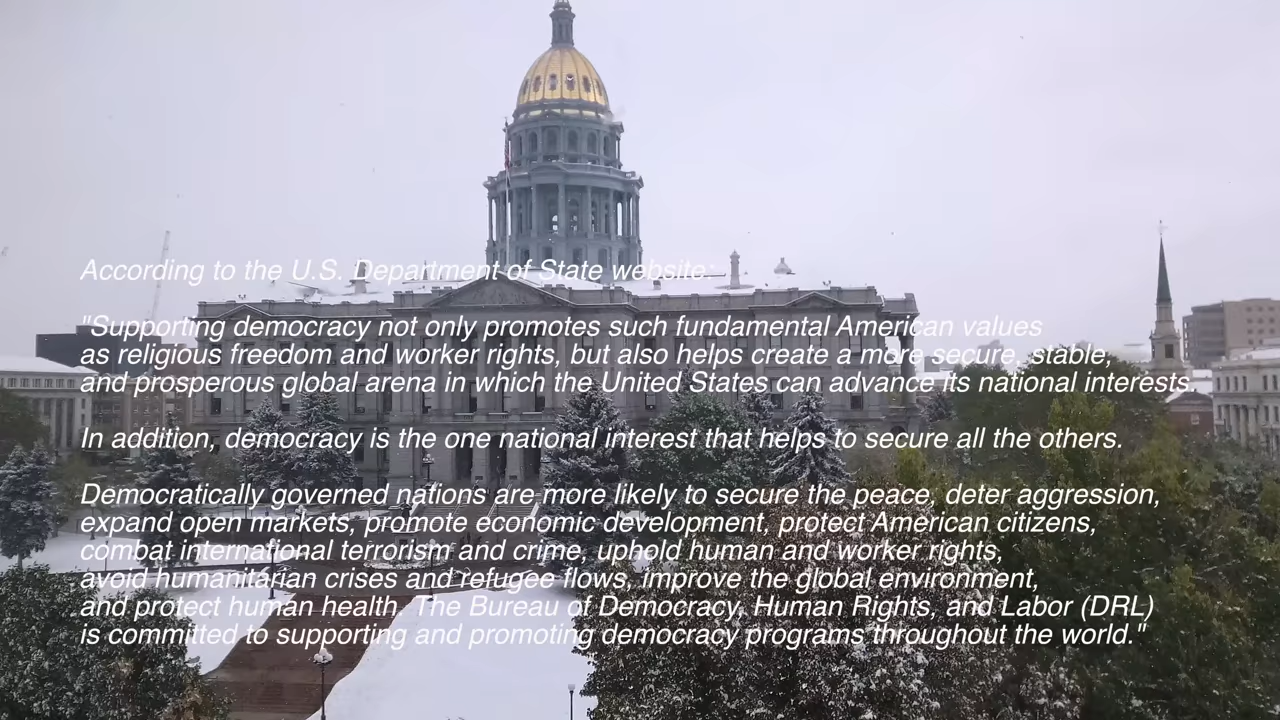 According to the U.S. Department of State website:
"Supporting democracy not only promotes such fundamental American values
as religious freedom and worker rights, but also helps create a more secure, stable,
and prosperous global arena in which the United States can advance its national interests.
In addition, democracy is the one national interest that helps to secure all the others.
Democratically governed nations are more likely to secure the peace, deter aggression,
expand open markets, promote economic development, protect American citizens,
combat international terrorism and crime, uphold human and worker rights,
avoid humanitarian crises and refugee flows, improve the global environment,
and protect human health. The Bureau of Democracy, Human Rights, and Labor (DRL)
is committed to supporting and promoting democracy programs throughout the world."